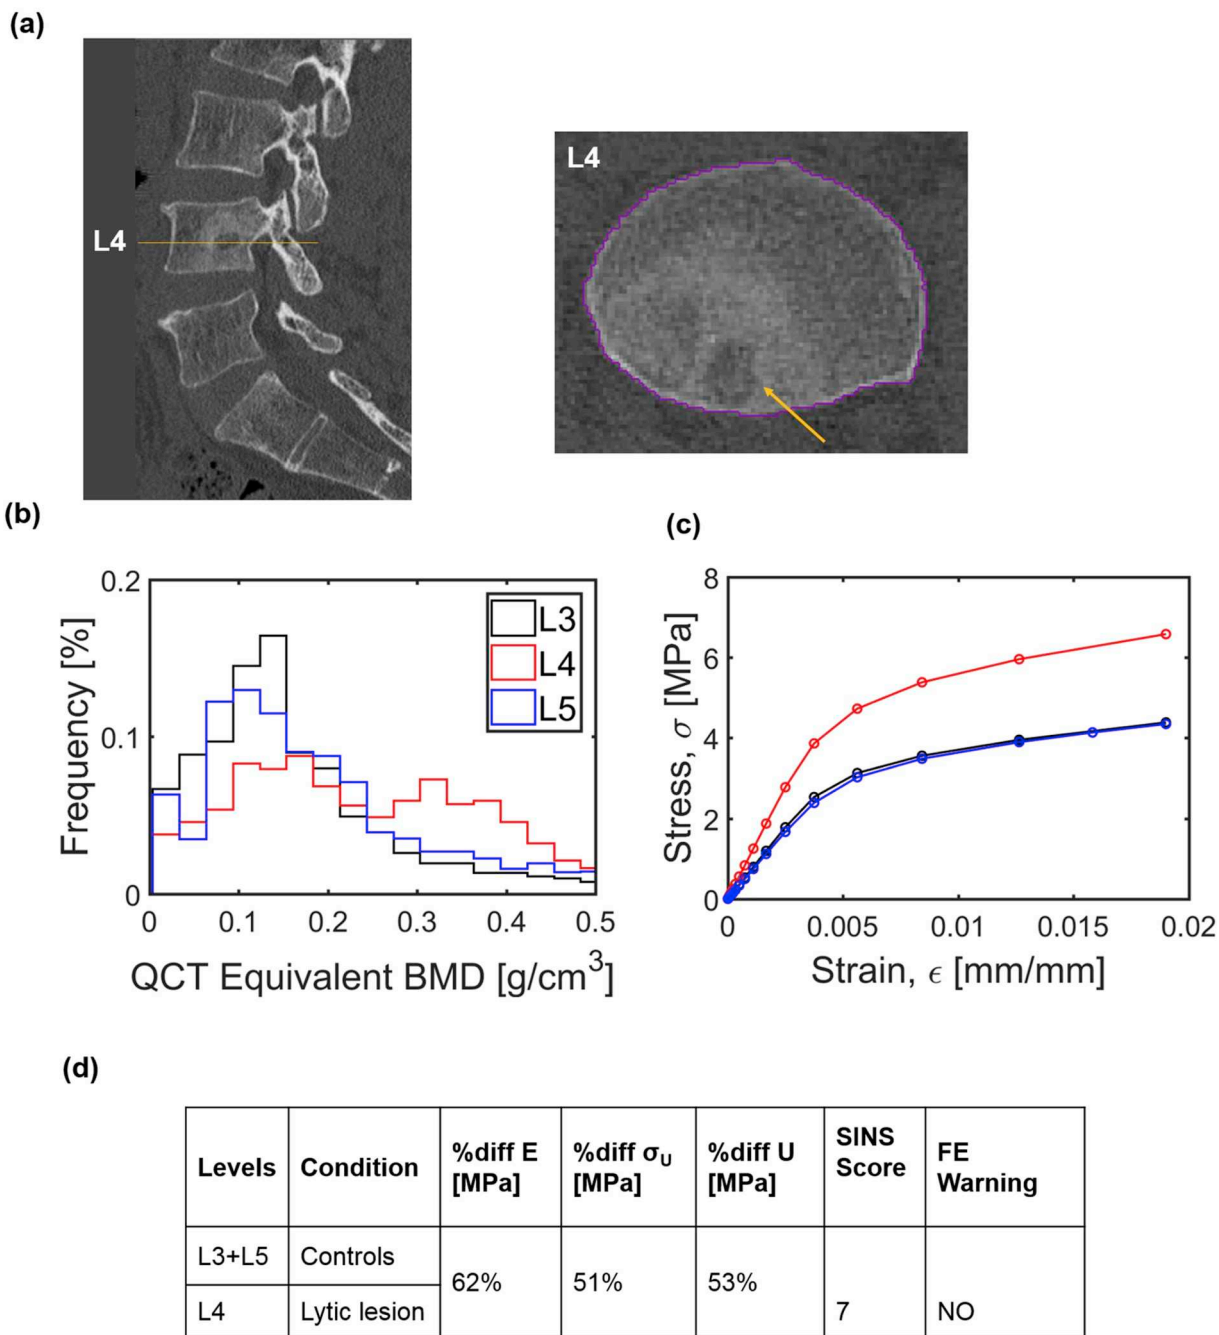 (a)
L4
L4
(b)
0.2
0.1
0
Frequency [%]
L3
L4
L5
0 0.1 0.2 0.3 0.4 0.5
QCT Equivalent BMD [g/cm³]
(c)
8
6
4
2
0
Stress, σ [MPa]
0 0.005 0.01 0.015 0.02
Strain, ϵ [mm/mm]
(d)
Levels Condition %diff E [MPa] %diff σU [MPa] %diff U [MPa] SINS Score FE Warning
L3+L5 Controls
62% 51% 53%
L4 Lytic lesion 7 NO